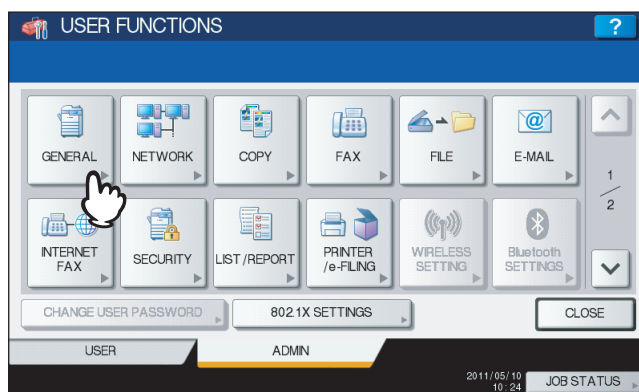 USER FUNCTIONS
?
GENERAL
NETWORK
COPY
FAX
FILE
E-MAIL
1
2
INTERNET
FAX
SECURITY
LIST/REPORT
PRINTER
/e-FILING
WIRELESS
SETTING
Bluetooth
SETTINGS
CHANGE USER PASSWORD
802.1X SETTINGS
CLOSE
USER
ADMIN
2011/05/10
10:24
JOB STATUS